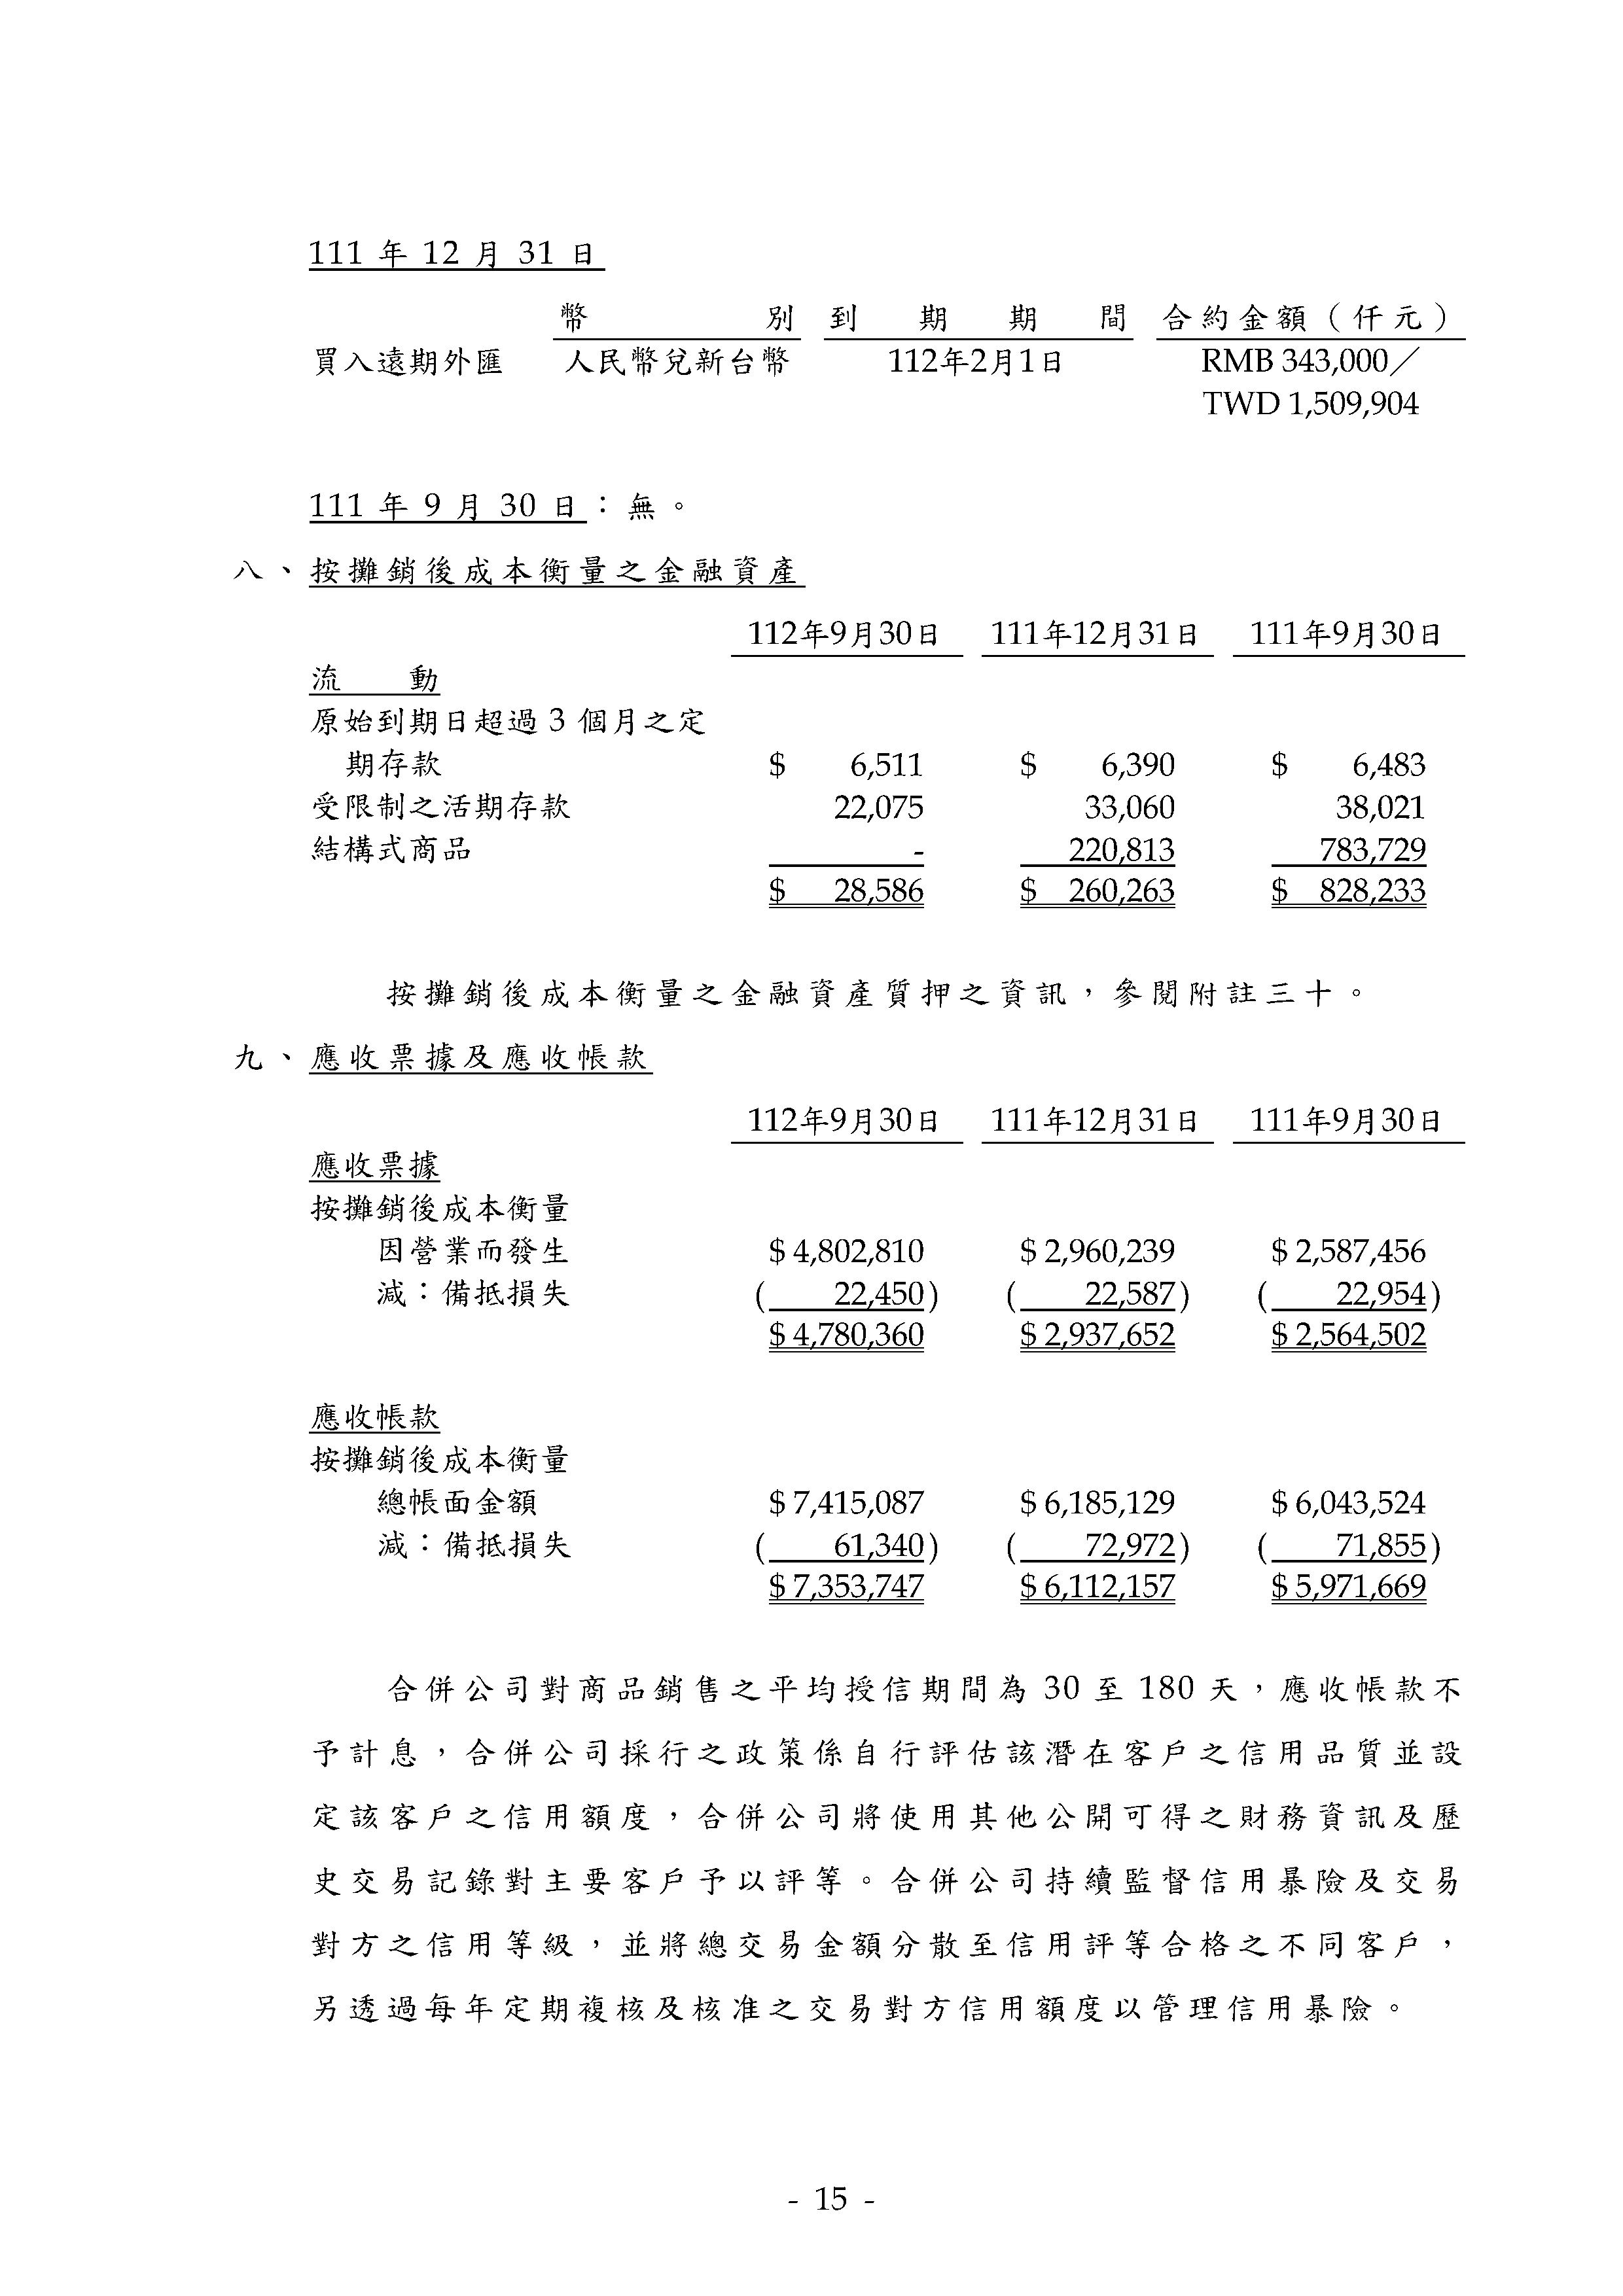 111 年 12 月 31 日
幣別 到期期間 合約金額（仟元）
買入遠期外匯 人民幣兌新台幣 112年2月1日 RMB 343,000／
TWD 1,509,904
111 年 9 月 30 日：無。
八、按攤銷後成本衡量之金融資產
112年9月30日 111年12月31日 111年9月30日
流動
原始到期日超過 3 個月之定
期存款 $ 6,511 $ 6,390 $ 6,483
受限制之活期存款 22,075 33,060 38,021
結構式商品 - 220,813 783,729
$ 28,586 $ 260,263 $ 828,233
按攤銷後成本衡量之金融資產質押之資訊，參閱附註三十。
九、應收票據及應收帳款
112年9月30日 111年12月31日 111年9月30日
應收票據
按攤銷後成本衡量
因營業而發生 $ 4,802,810 $ 2,960,239 $ 2,587,456
減：備抵損失 ( 22,450) ( 22,587) ( 22,954)
$ 4,780,360 $ 2,937,652 $ 2,564,502
應收帳款
按攤銷後成本衡量
總帳面金額 $ 7,415,087 $ 6,185,129 $ 6,043,524
減：備抵損失 ( 61,340) ( 72,972) ( 71,855)
$ 7,353,747 $ 6,112,157 $ 5,971,669
合併公司對商品銷售之平均授信期間為 30 至 180 天，應收帳款不
予計息，合併公司採行之政策係自行評估該潛在客戶之信用品質並設
定該客戶之信用額度，合併公司將使用其他公開可得之財務資訊及歷
史交易記錄對主要客戶予以評等。合併公司持續監督信用暴險及交易
對方之信用等級，並將總交易金額分散至信用評等合格之不同客戶，
另透過每年定期複核及核准之交易對方信用額度以管理信用暴險。
- 15 -